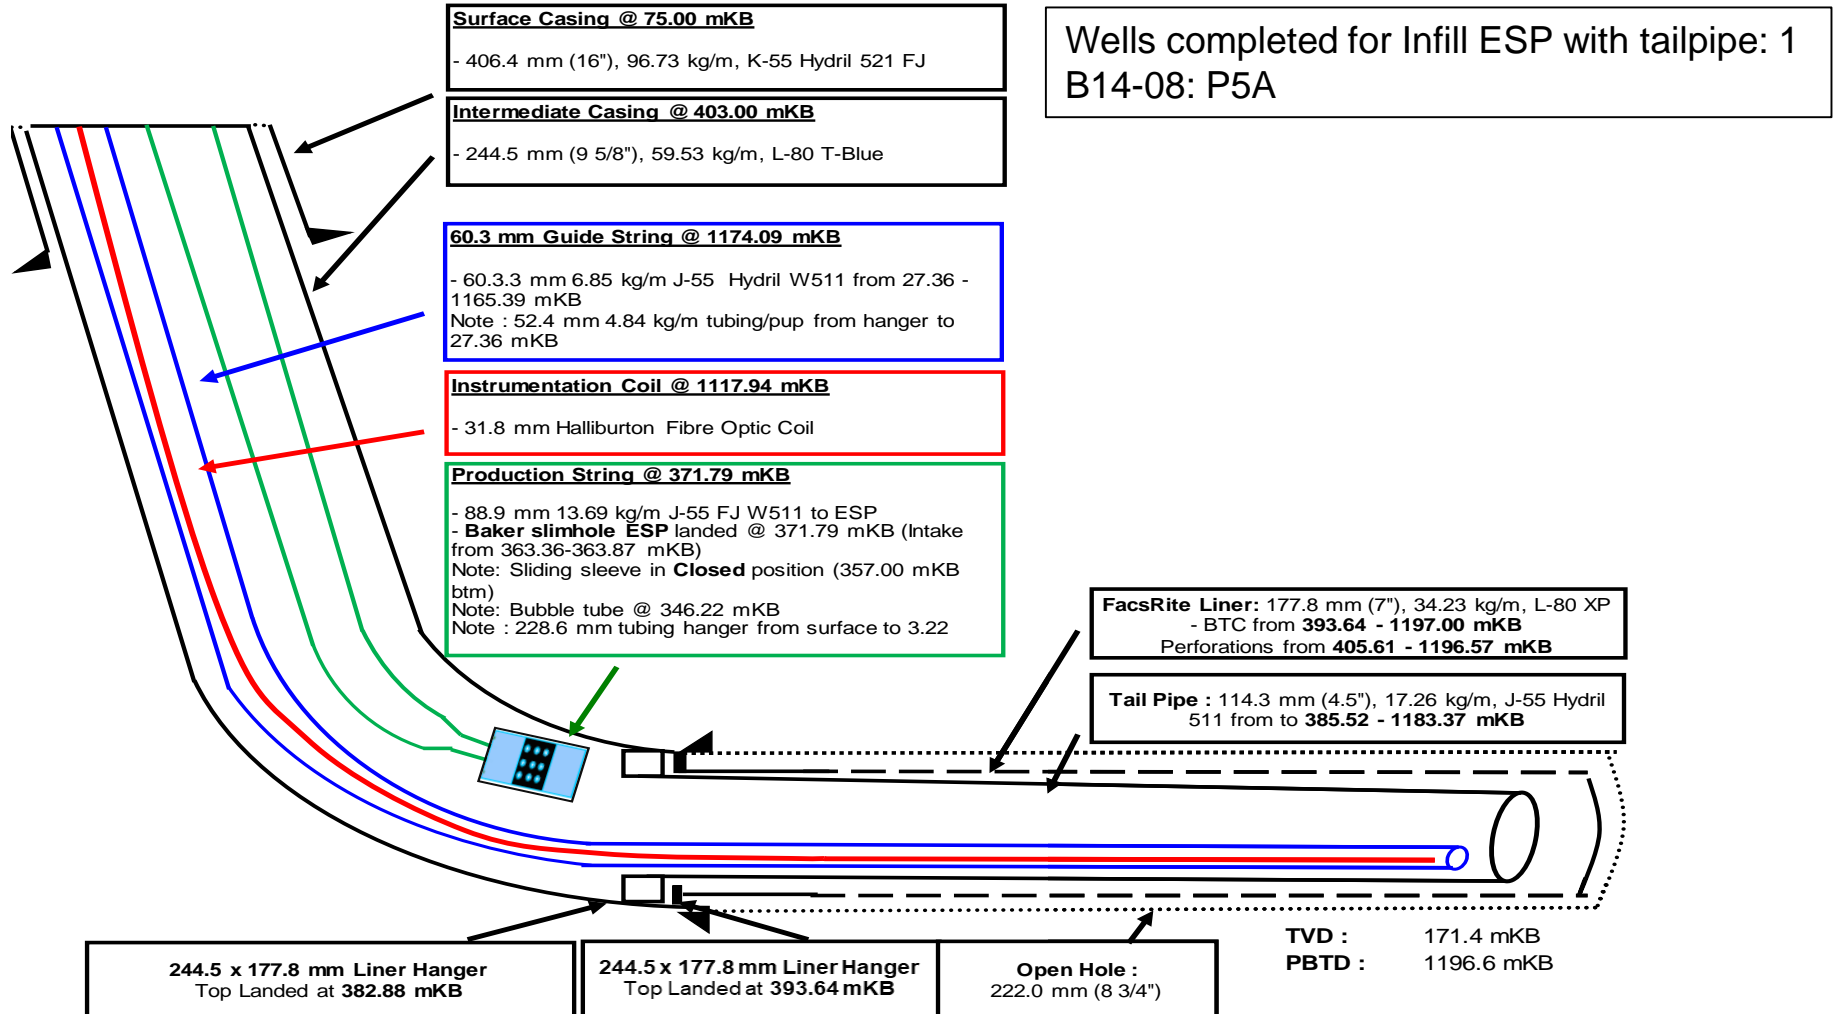 Surface Casing @ 75.00 mKB
- 406.4 mm (16"), 96.73 kg/m, K-55 Hydril 521 FJ
Wells completed for Infill ESP with tailpipe: 1
B14-08: P5A
Intermediate Casing @ 403.00 mKB
- 244.5 mm (9 5/8"), 59.53 kg/m, L-80 T-Blue
60.3 mm Guide String @ 1174.09 mKB
- 60.3.3 mm 6.85 kg/m J-55 Hydril W511 from 27.36 -
1165.39 mKB
Note : 52.4 mm 4.84 kg/m tubing/pup from hanger to
27.36 mKB
Instrumentation Coil @ 1117.94 mKB
- 31.8 mm Halliburton Fibre Optic Coil
Production String @ 371.79 mKB
- 88.9 mm 13.69 kg/m J-55 FJ W511 to ESP
- Baker slimhole ESP landed @ 371.79 mKB (Intake
from 363.36-363.87 mKB)
Note: Sliding sleeve in Closed position (357.00 mKB
btm)
Note: Bubble tube @ 346.22 mKB
Note : 228.6 mm tubing hanger from surface to 3.22
FacsRite Liner: 177.8 mm (7"), 34.23 kg/m, L-80 XP
- BTC from 393.64 - 1197.00 mKB
Perforations from 405.61 - 1196.57 mKB
Tail Pipe : 114.3 mm (4.5"), 17.26 kg/m, J-55 Hydril
511 from to 385.52 - 1183.37 mKB
244.5 x 177.8 mm Liner Hanger
Top Landed at 382.88 mKB
244.5 x 177.8 mm Liner Hanger
Top Landed at 393.64 mKB
Open Hole :
222.0 mm (8 3/4")
TVD : 171.4 mKB
PBTD : 1196.6 mKB